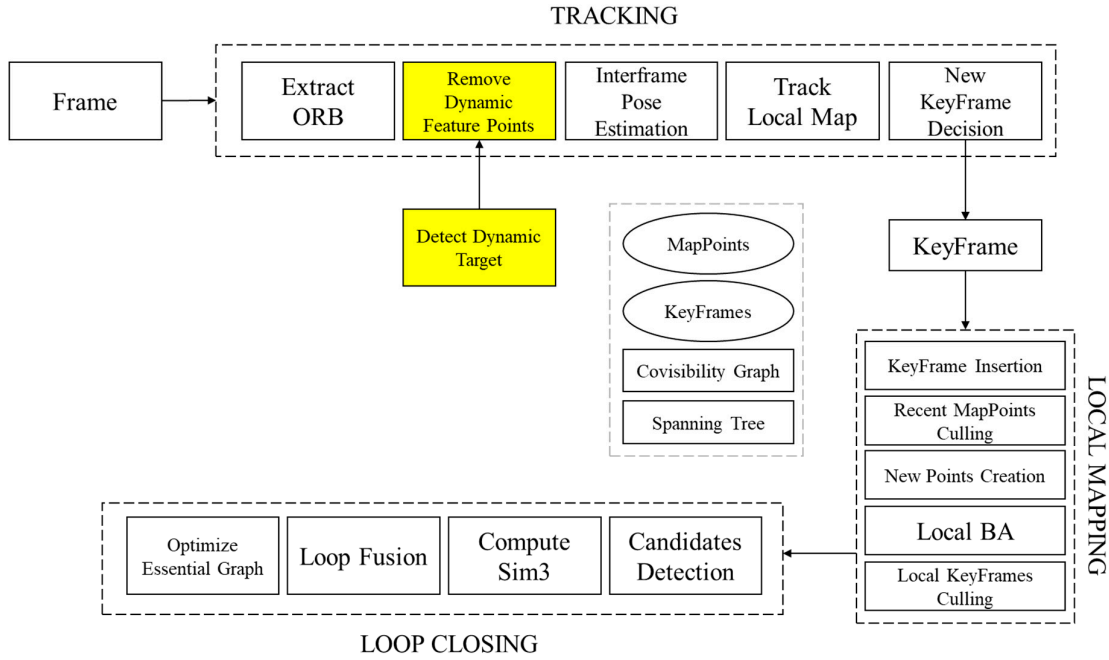 TRACKING
Frame
Extract
ORB
Remove
Dynamic
Feature Points
Interframe
Pose
Estimation
Track
Local Map
New
KeyFrame
Decision
Detect Dynamic
Target
MapPoints
KeyFrames
Covisibility Graph
Spanning Tree
KeyFrame
KeyFrame Insertion
Recent MapPoints
Culling
New Points Creation
Local BA
Local KeyFrames
Culling
LOCAL MAPPING
Optimize
Essential Graph
Loop Fusion
Compute
Sim3
Candidates
Detection
LOOP CLOSING